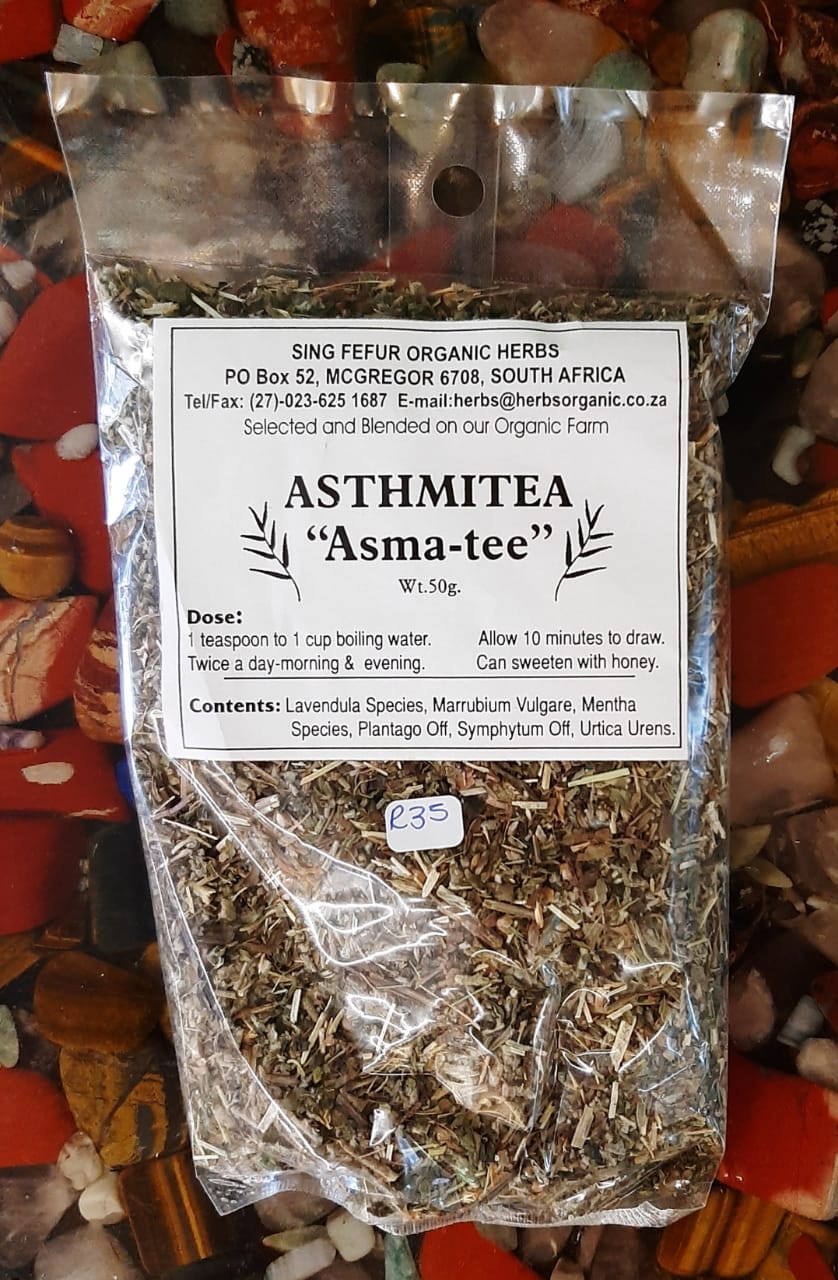 SING FEFUR ORGANIC HERBS
PO Box 52, MCGREGOR 6708, SOUTH AFRICA
Tel/Fax: (27)-023-625 1687 E-mail:herbs@herbsorganic.co.za
Selected and Blended on our Organic Farm
ASTHMITEA
“Asma-tee”
Wt.50g.
Dose:
1 teaspoon to 1 cup boiling water. Allow 10 minutes to draw.
Twice a day-morning & evening. Can sweeten with honey.
Contents: Lavendula Species, Marrubium Vulgare, Mentha
Species, Plantago Off, Symphytum Off, Urtica Urens.
R35